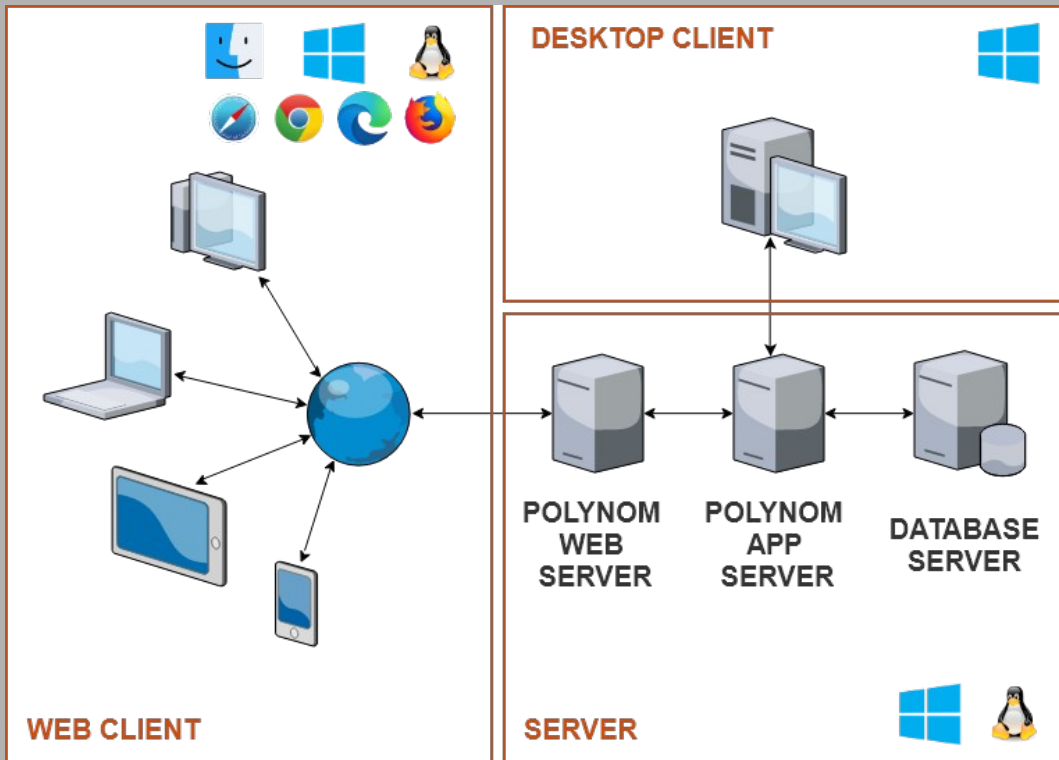 DESKTOP CLIENT
POLYNOM
WEB
SERVER
POLYNOM
APP
SERVER
DATABASE
SERVER
WEB CLIENT
SERVER